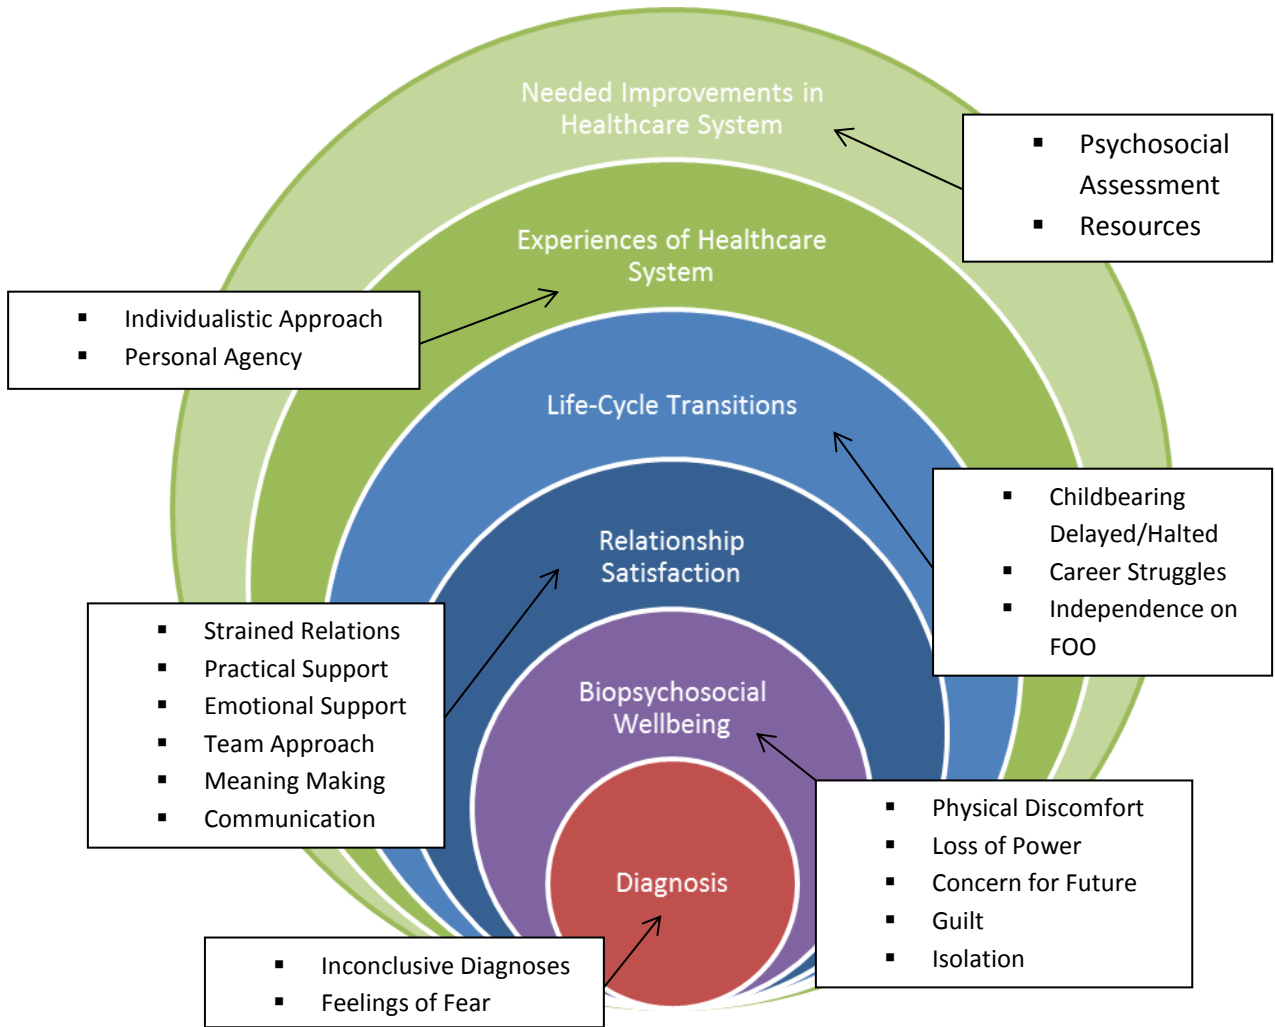 Needed Improvements in
Healthcare System
▪ Psychosocial
Assessment
▪ Resources
Experiences of Healthcare
System
▪ Individualistic Approach
▪ Personal Agency
Life-Cycle Transitions
▪ Childbearing
Delayed/Halted
▪ Career Struggles
▪ Independence on
FOO
Relationship
Satisfaction
▪ Strained Relations
▪ Practical Support
▪ Emotional Support
▪ Team Approach
▪ Meaning Making
▪ Communication
Biopsychosocial
Wellbeing
▪ Physical Discomfort
▪ Loss of Power
▪ Concern for Future
▪ Guilt
▪ Isolation
Diagnosis
▪ Inconclusive Diagnoses
▪ Feelings of Fear